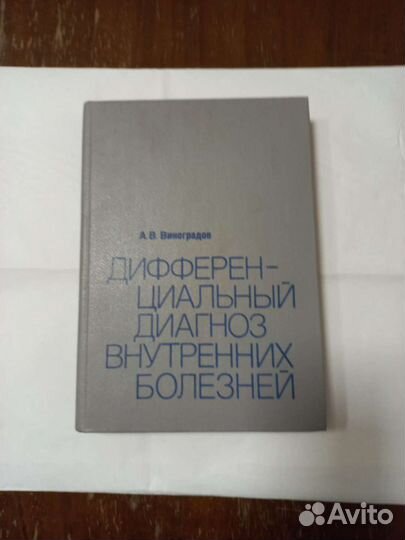 А. В. Виноградов
ДИФФЕРЕН-
ЦИАЛЬНЫЙ
ДИАГНОЗ
ВНУТРЕННИХ
БОЛЕЗНЕЙ
Avito